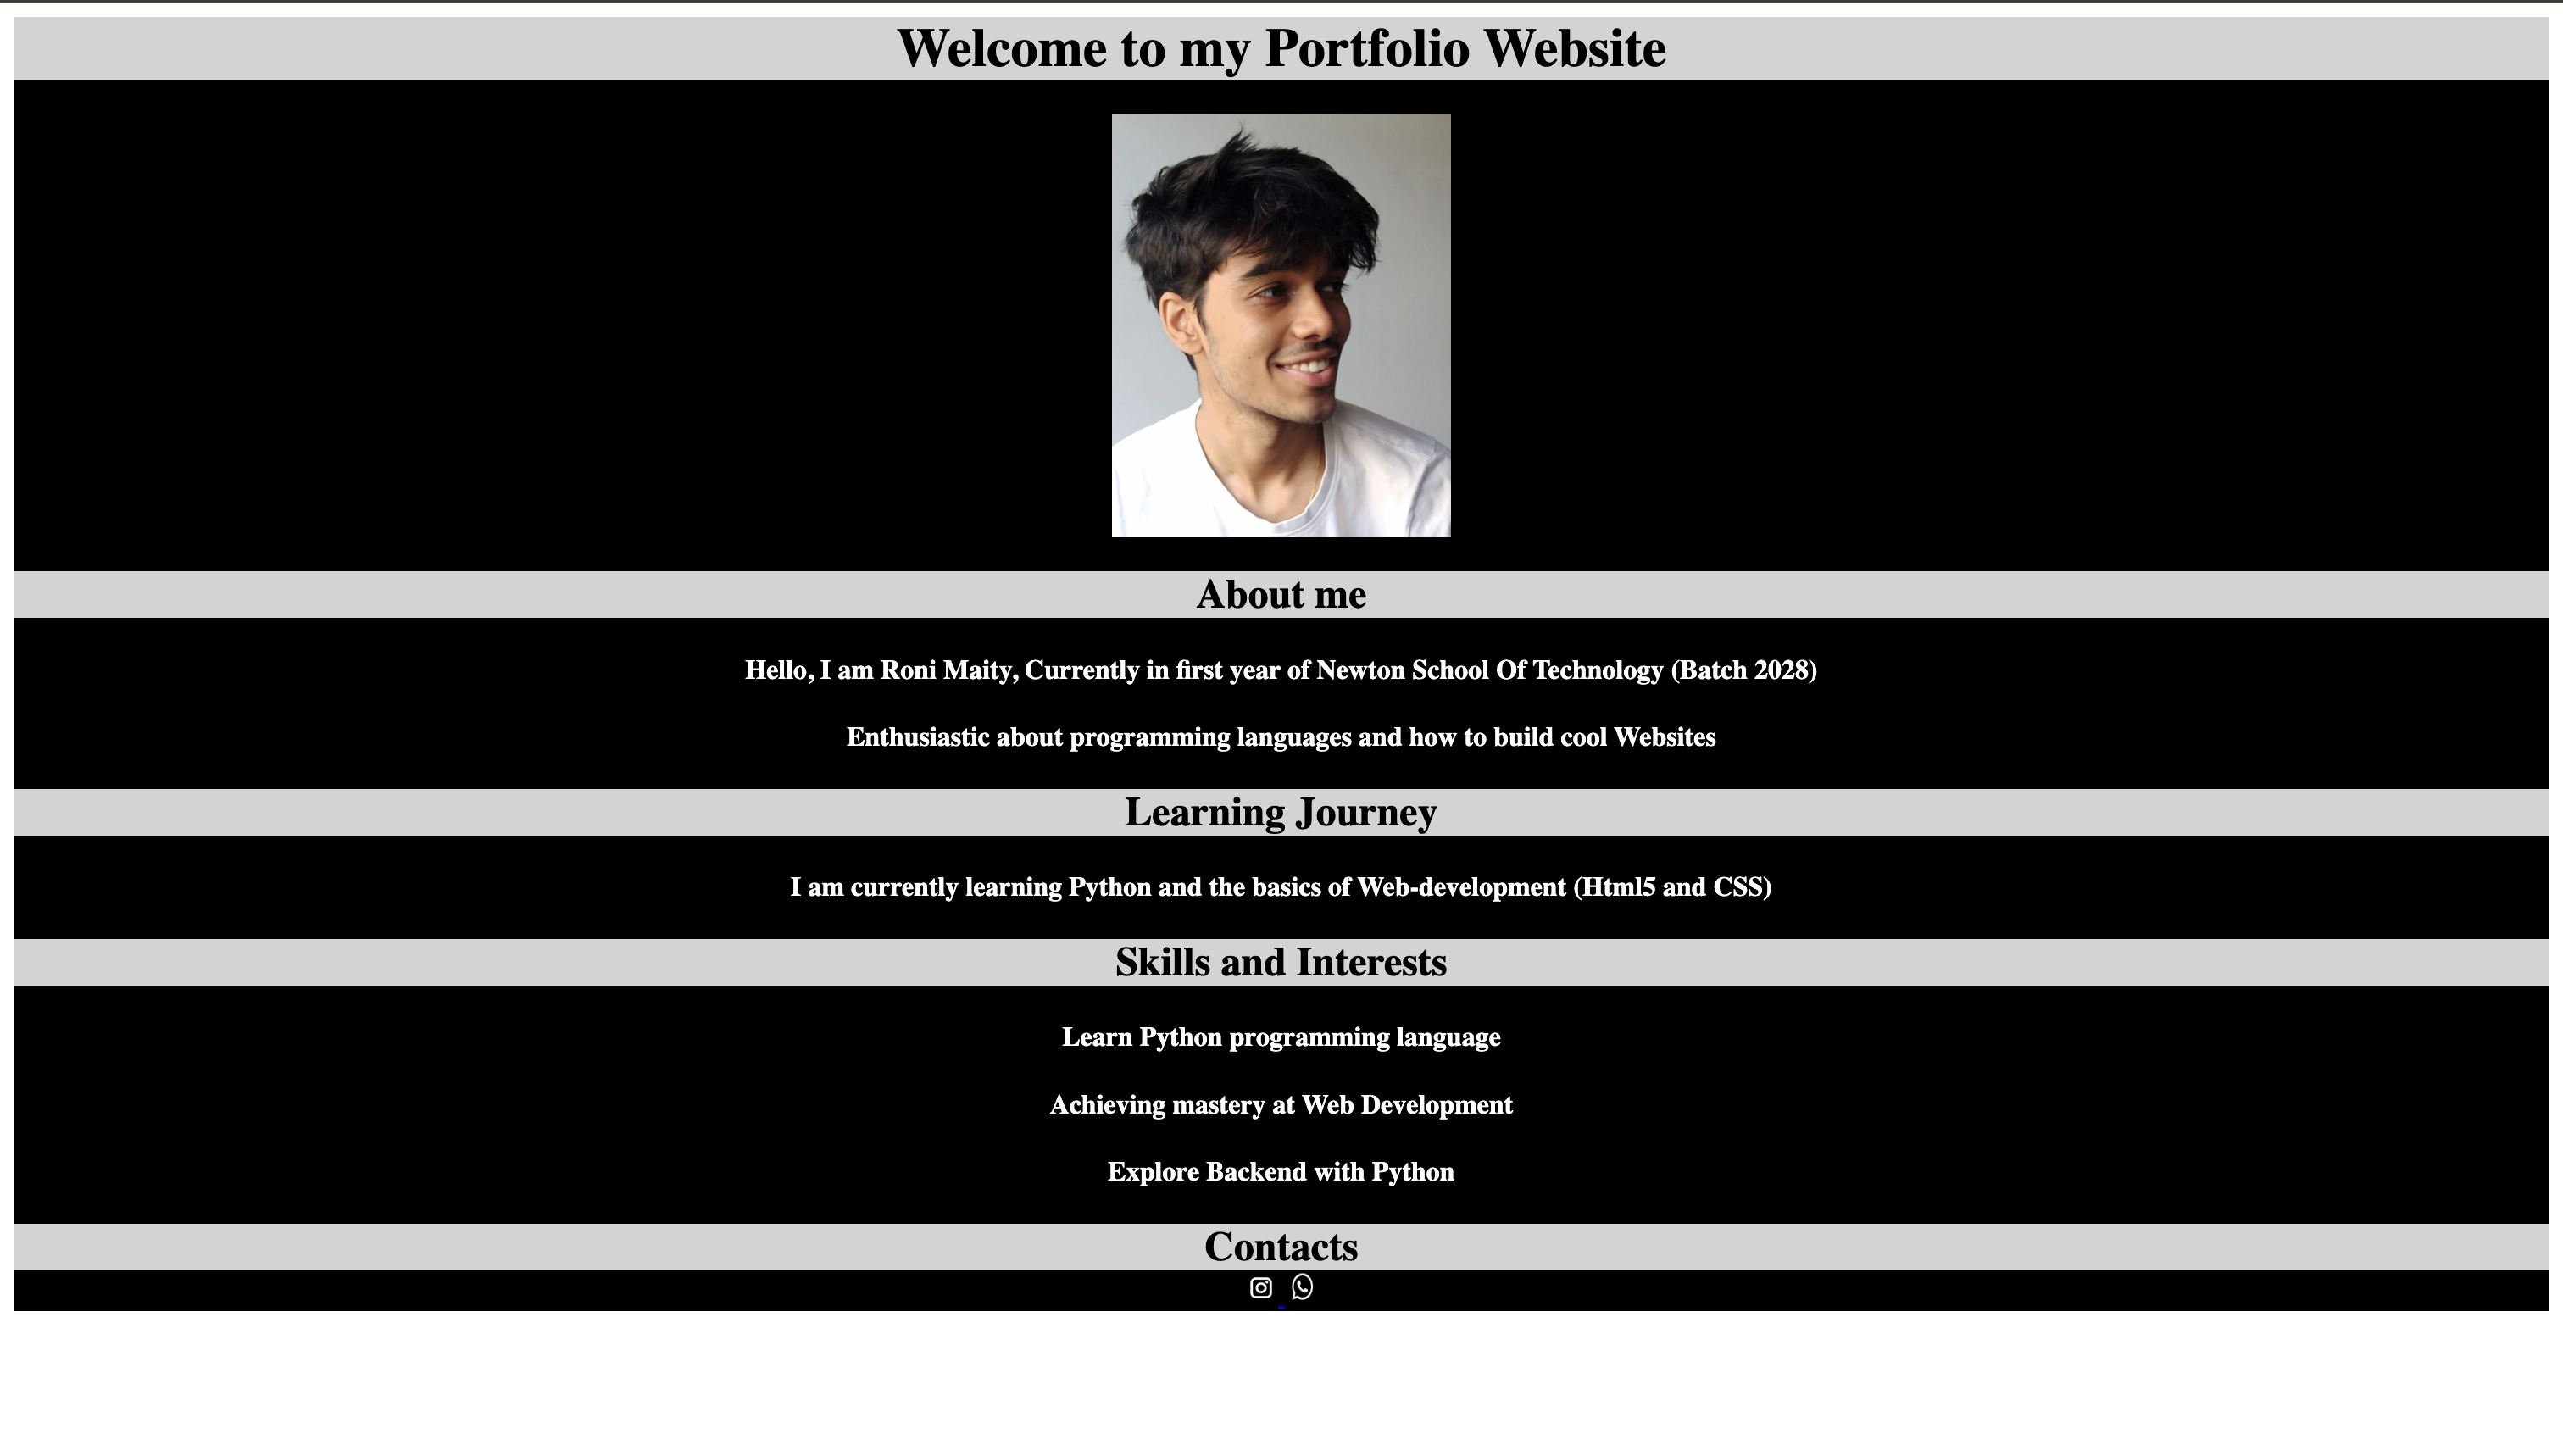 Welcome to my Portfolio Website
About me
Hello, I am Roni Maity, Currently in first year of Newton School Of Technology (Batch 2028)
Enthusiastic about programming languages and how to build cool Websites
Learning Journey
I am currently learning Python and the basics of Web-development (Html5 and CSS)
Skills and Interests
Learn Python programming language
Achieving mastery at Web Development
Explore Backend with Python
Contacts